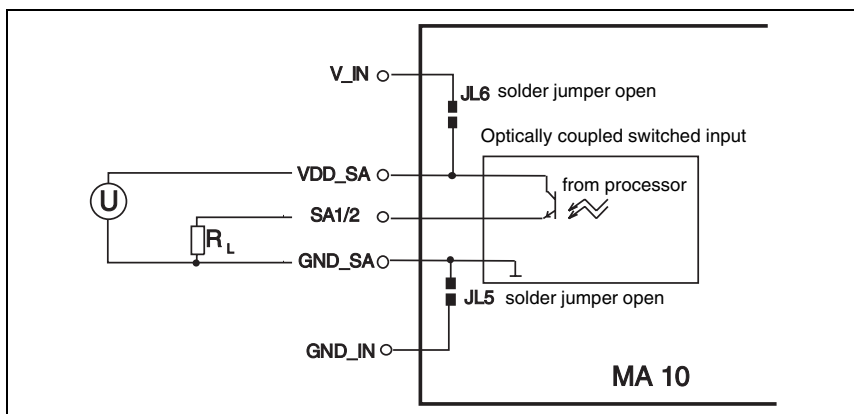 V_IN
JL6 solder jumper open
Optically coupled switched input
VDD_SA
from processor
U
SA1/2
RL
GND_SA
JL5 solder jumper open
GND_IN
MA 10